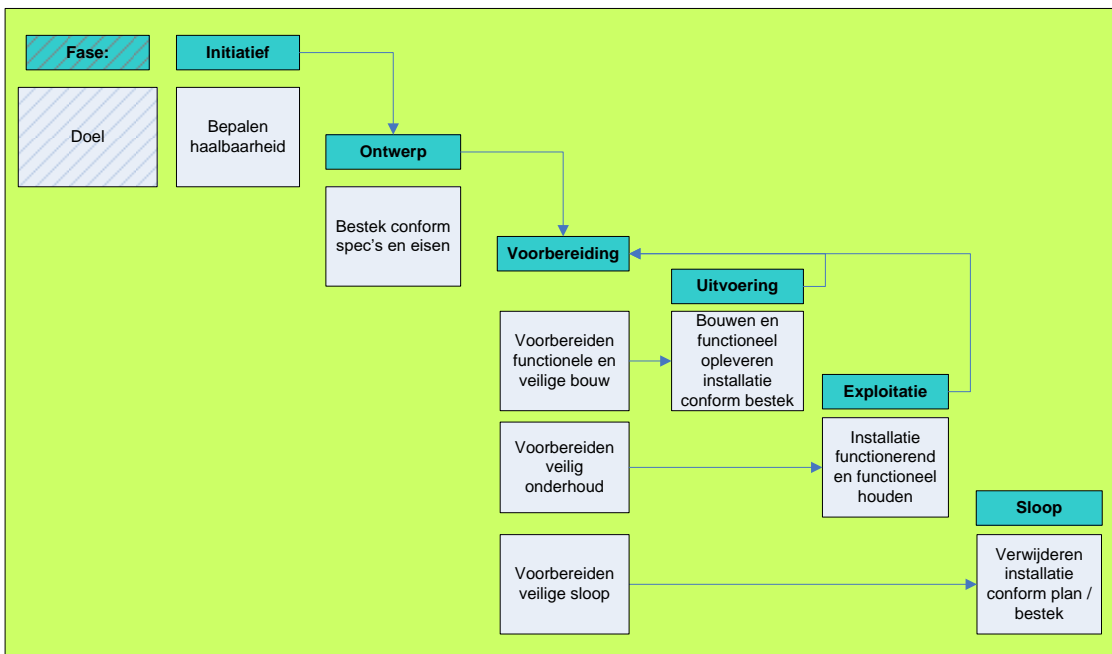 Fase:
Initiatief
Doel
Bepalen
haalbaarheid
Ontwerp
Bestek conform
spec's en eisen
Voorbereiding
Uitvoering
Voorbereiden
functionele en
veilige bouw
Bouwen en
functioneel
opleveren
installatie
conform bestek
Exploitatie
Voorbereiden
veilig
onderhoud
Installatie
functionerend
en functioneel
houden
Sloop
Voorbereiden
veilige sloop
Verwijderen
installatie
conform plan /
bestek